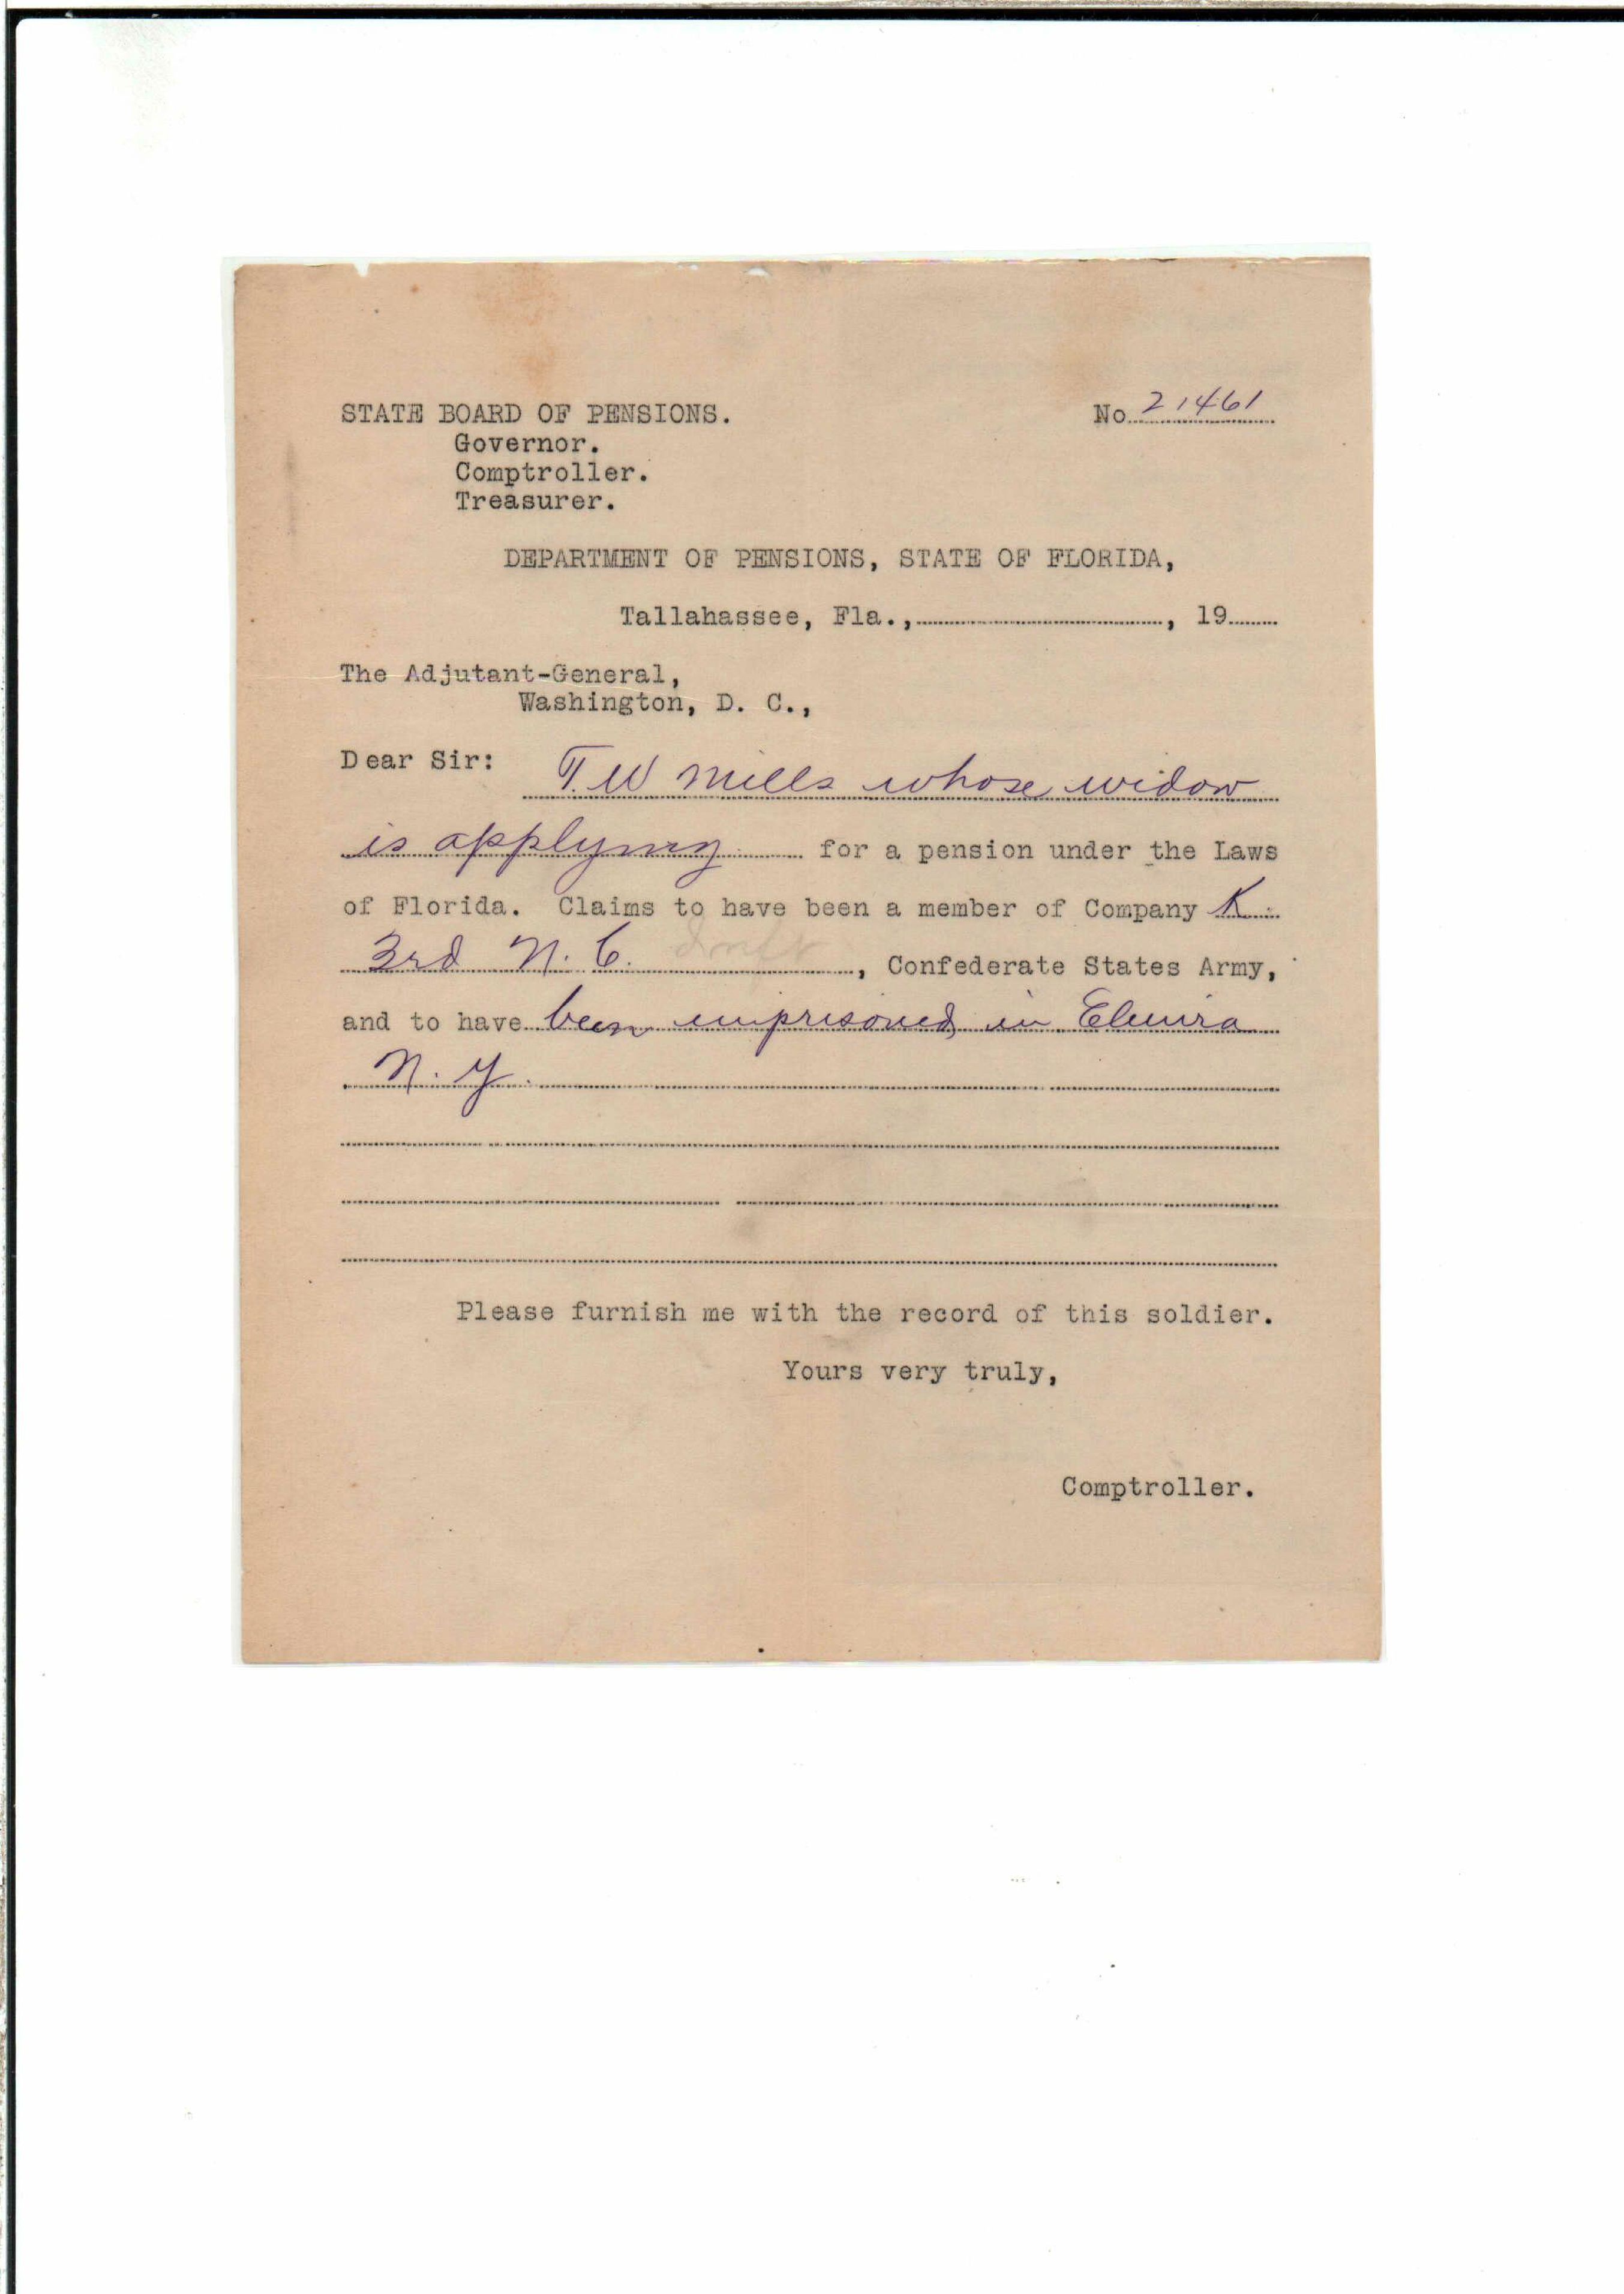 STATE BOARD OF PENSIONS. No. 21461
Governor.
Comptroller.
Treasurer.
DEPARTMENT OF PENSIONS, STATE OF FLORIDA,
Tallahassee, Fla.,, 19
The Adjutant-General,
Washington, D. C.,
Dear Sir: T. W Mills whose widow
is applying for a pension under the Laws
of Florida. Claims to have been a member of Company K
3rd N. C. Inft, Confederate States Army,
and to have been imprisoned in Elmira
N. Y.
Please furnish me with the record of this soldier.
Yours very truly,
Comptroller.